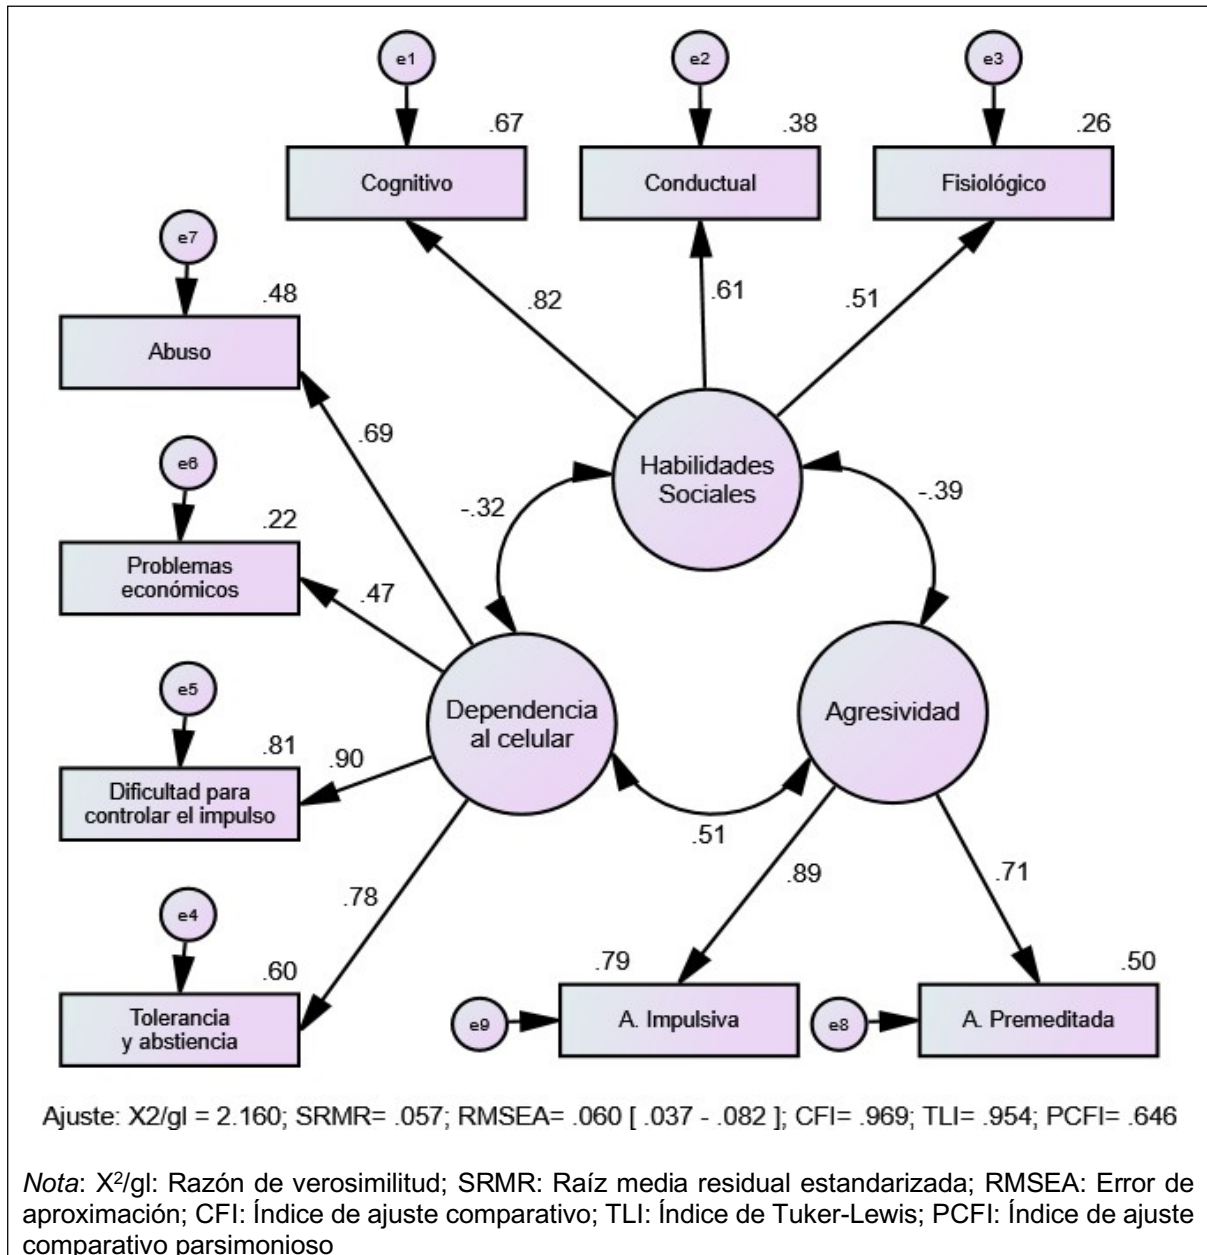 e1
e2
e3
.67
.38
.26
Cognitivo
Conductual
Fisiológico
e7
.48
Abuso
.82
.61
.51
.69
e6
.22
Problemas
económicos
.47
Habilidades
Sociales
-.32
-.39
e5
.81
Dificultad para
controlar el impulso
.90
Dependencia
al celular
Agresividad
.51
.78
.89
.71
e4
.60
Tolerancia
y abstiencia
.79
.50
e9
A. Impulsiva
e8
A. Premeditada
Ajuste: X2/gl = 2.160; SRMR= .057; RMSEA= .060 [ .037 - .082 ]; CFI= .969; TLI= .954; PCFI= .646
Nota: X²/gl: Razón de verosimilitud; SRMR: Raíz media residual estandarizada; RMSEA: Error de
aproximación; CFI: Índice de ajuste comparativo; TLI: Índice de Tuker-Lewis; PCFI: Índice de ajuste
comparativo parsimonioso